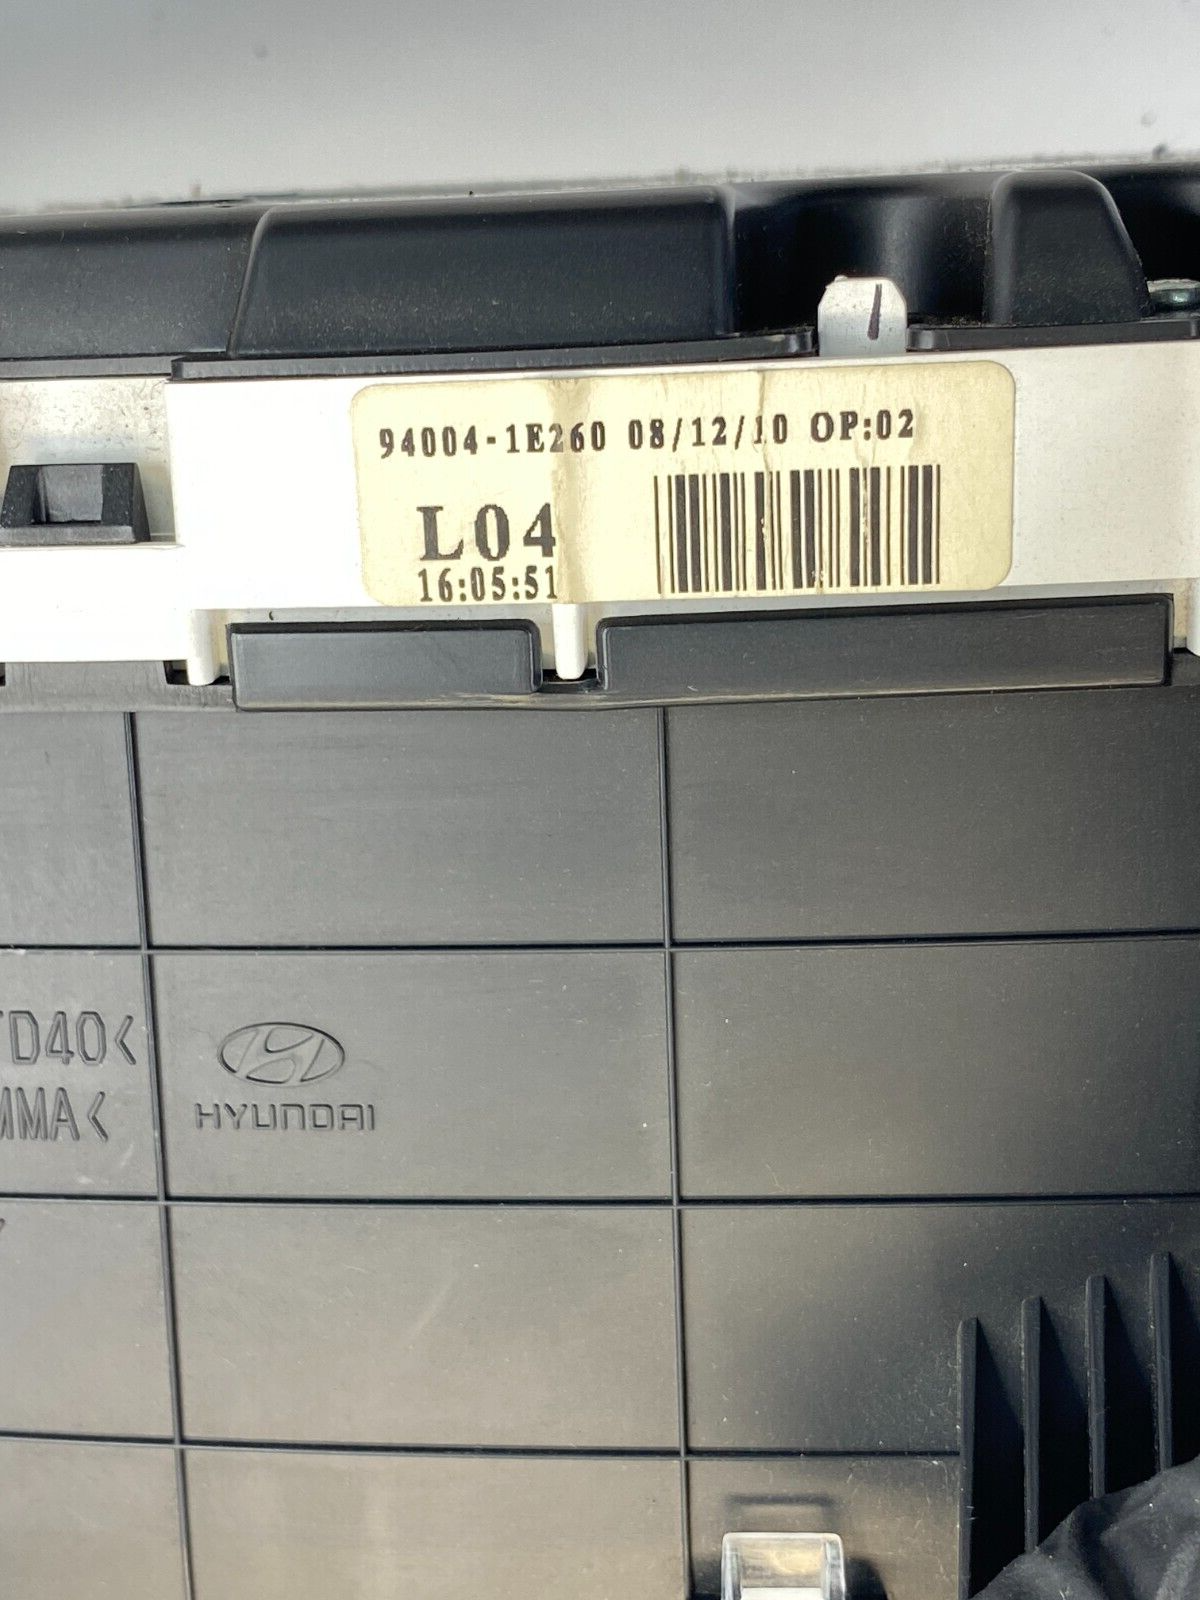 94004-1E260 08/12/10 OP:02
L04
16:05:51
TD40<
MMA<
HYUNDAI